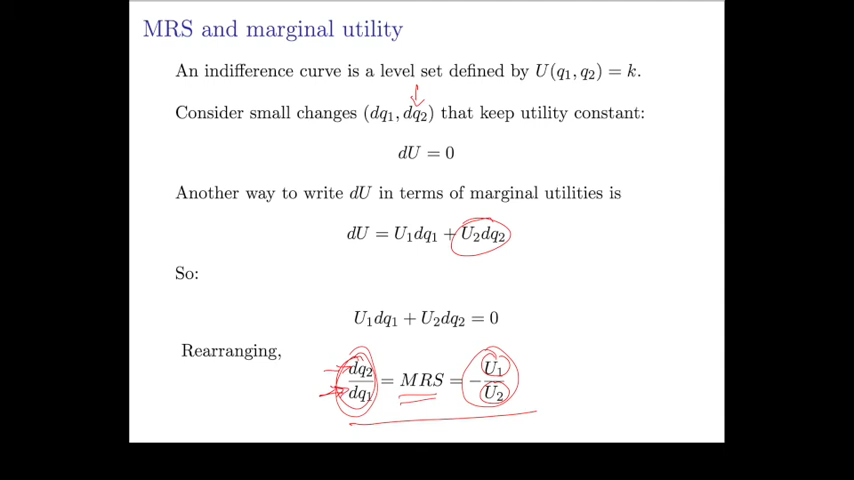 MRS and marginal utility
An indifference curve is a level set defined by U(q₁, q₂) = k.
Consider small changes (dq₁, dq₂) that keep utility constant:
dU = 0
Another way to write dU in terms of marginal utilities is
dU = U₁dq₁ + U₂dq₂
So:
U₁dq₁ + U₂dq₂ = 0
Rearranging,
dq₂/dq₁ = MRS = −U₁/U₂